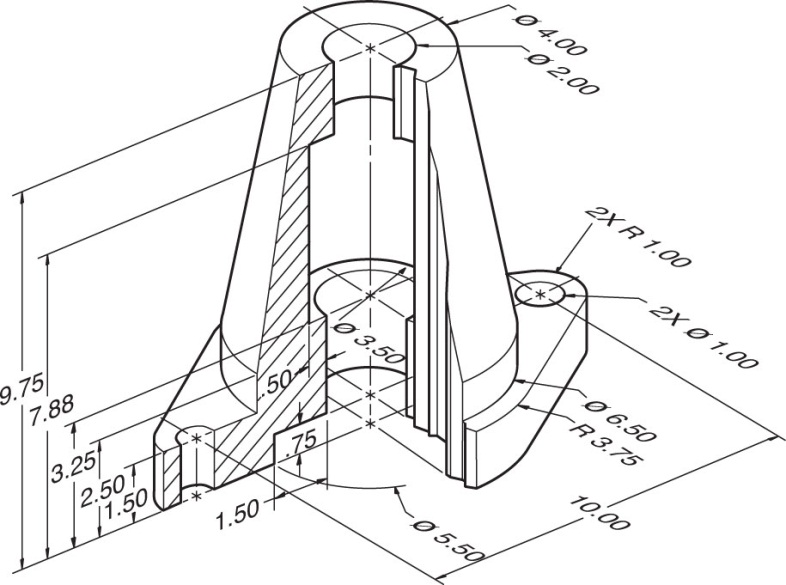 Ø 4.00
Ø 2.00
2X R 1.00
2X Ø 1.00
Ø 3.50
.50
9.75
7.88
3.25
2.50
1.50
.75
1.50
Ø 6.50
R 3.75
10.00
Ø 5.50